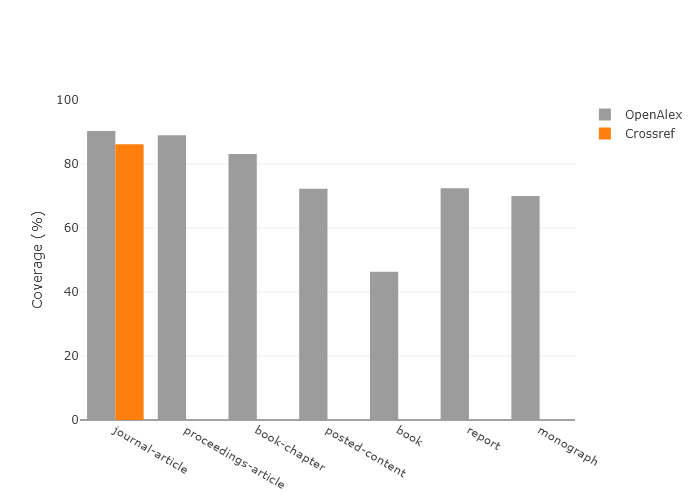 100
80
60
40
20
0
Coverage (%)
journal-article
proceedings-article
book-chapter
posted-content
book
report
monograph
OpenAlex
Crossref